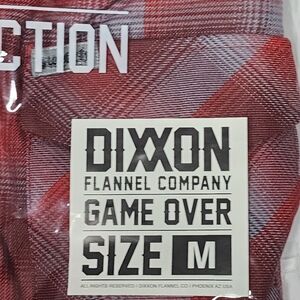 CTION
DIXXON
FLANNEL COMPANY
GAME OVER
SIZE M
ALL RIGHTS RESERVED | DIXXON FLANNEL CO | PHOENIX AZ USA